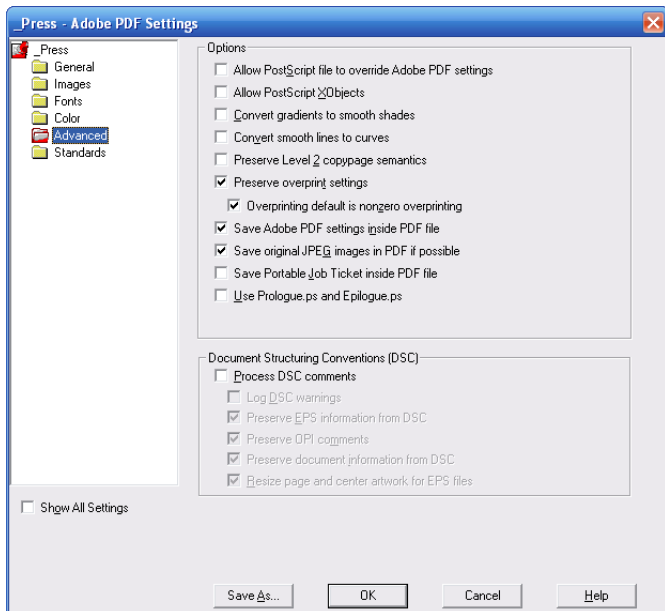 _Press - Adobe PDF Settings
_Press
General
Images
Fonts
Color
Advanced
Standards
Show All Settings
Options
Allow PostScript file to override Adobe PDF settings
Allow PostScript XObjects
Convert gradients to smooth shades
Convert smooth lines to curves
Preserve Level 2 copypage semantics
Preserve overprint settings
Overprinting default is nonzero overprinting
Save Adobe PDF settings inside PDF file
Save original JPEG images in PDF if possible
Save Portable Job Ticket inside PDF file
Use Prologue.ps and Epilogue.ps
Document Structuring Conventions (DSC)
Process DSC comments
Log DSC warnings
Preserve EPS information from DSC
Preserve OPI comments
Preserve document information from DSC
Resize page and center artwork for EPS files
Save As...
OK
Cancel
Help